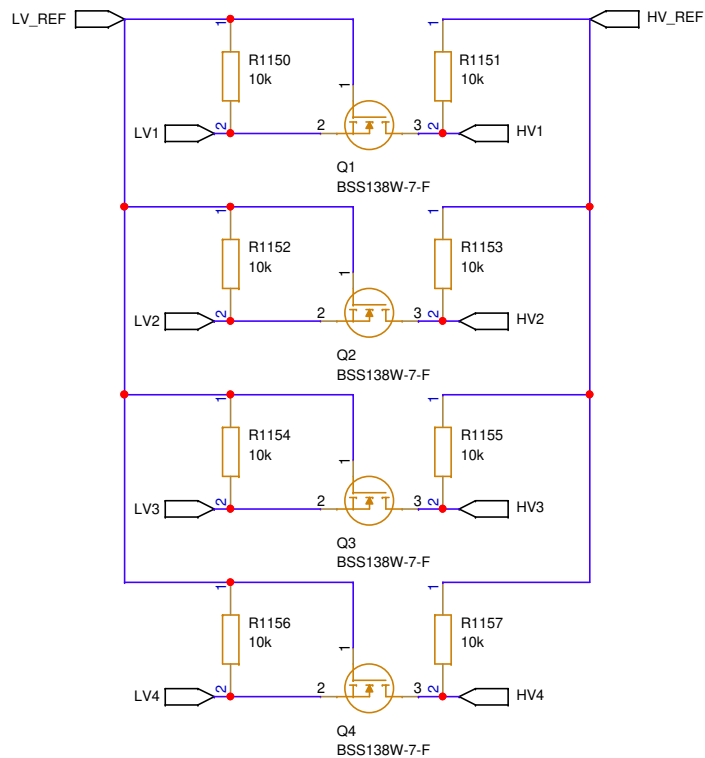 LV_REF
HV_REF
1
R1150
10k
1
1
R1151
10k
LV1
2
2
3
2
HV1
Q1
BSS138W-7-F
1
R1152
10k
1
1
R1153
10k
LV2
2
2
3
2
HV2
Q2
BSS138W-7-F
1
R1154
10k
1
1
R1155
10k
LV3
2
2
3
2
HV3
Q3
BSS138W-7-F
1
R1156
10k
1
1
R1157
10k
LV4
2
2
3
2
HV4
Q4
BSS138W-7-F